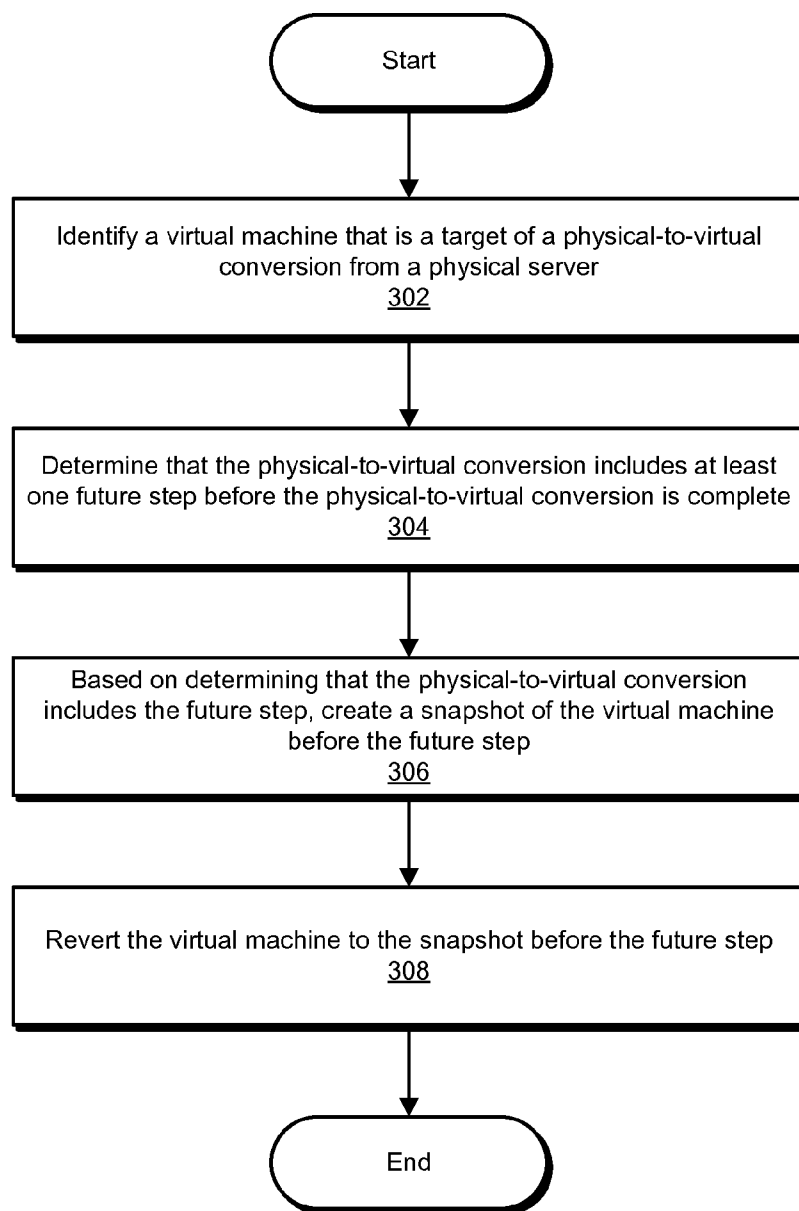 Start
Identify a virtual machine that is a target of a physical-to-virtual
conversion from a physical server
302
Determine that the physical-to-virtual conversion includes at least
one future step before the physical-to-virtual conversion is complete
304
Based on determining that the physical-to-virtual conversion
includes the future step, create a snapshot of the virtual machine
before the future step
306
Revert the virtual machine to the snapshot before the future step
308
End